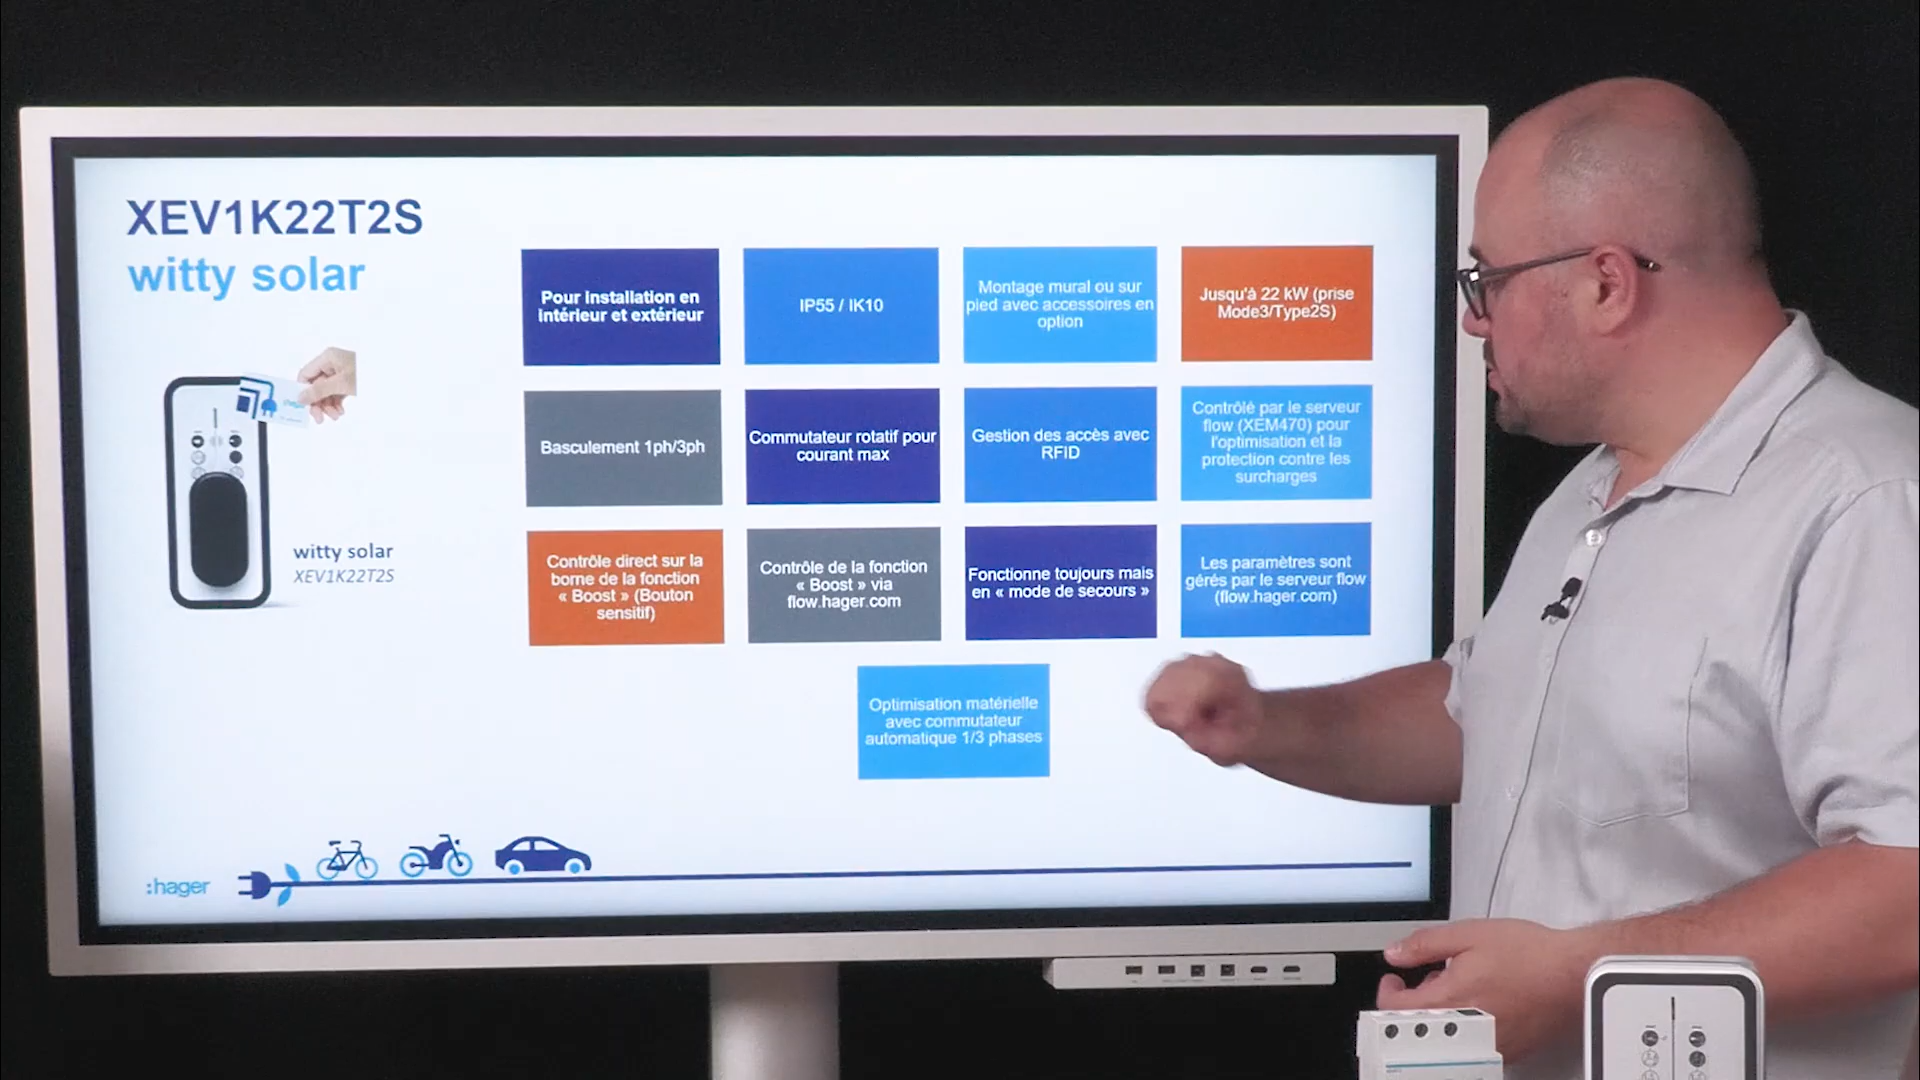 XEV1K22T2S
witty solar
Pour installation en
intérieur et extérieur
IP55 / IK10
Montage mural ou sur
pied avec accessoires en
option
Jusqu'à 22 kW (prise
Mode3/Type2S)
Basculement 1ph/3ph
Commutateur rotatif pour
courant max
Gestion des accès avec
RFID
Contrôlé par le serveur
flow (XEM470) pour
l'optimisation et la
protection contre les
surcharges
Contrôle direct sur la
borne de la fonction
« Boost » (Bouton
sensitif)
Contrôle de la fonction
« Boost » via
flow.hager.com
Fonctionne toujours mais
en « mode de secours »
Les paramètres sont
gérés par le serveur flow
(flow.hager.com)
Optimisation matérielle
avec commutateur
automatique 1/3 phases
witty solar
XEV1K22T2S
:hager